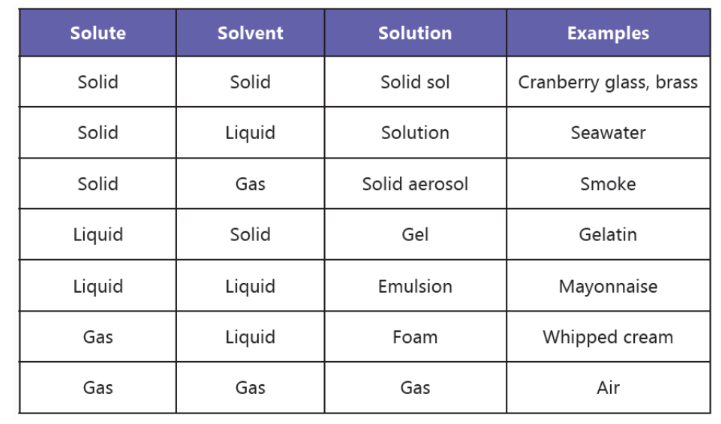 Solute Solvent Solution Examples
Solid Solid Solid sol Cranberry glass, brass
Solid Liquid Solution Seawater
Solid Gas Solid aerosol Smoke
Liquid Solid Gel Gelatin
Liquid Liquid Emulsion Mayonnaise
Gas Liquid Foam Whipped cream
Gas Gas Gas Air